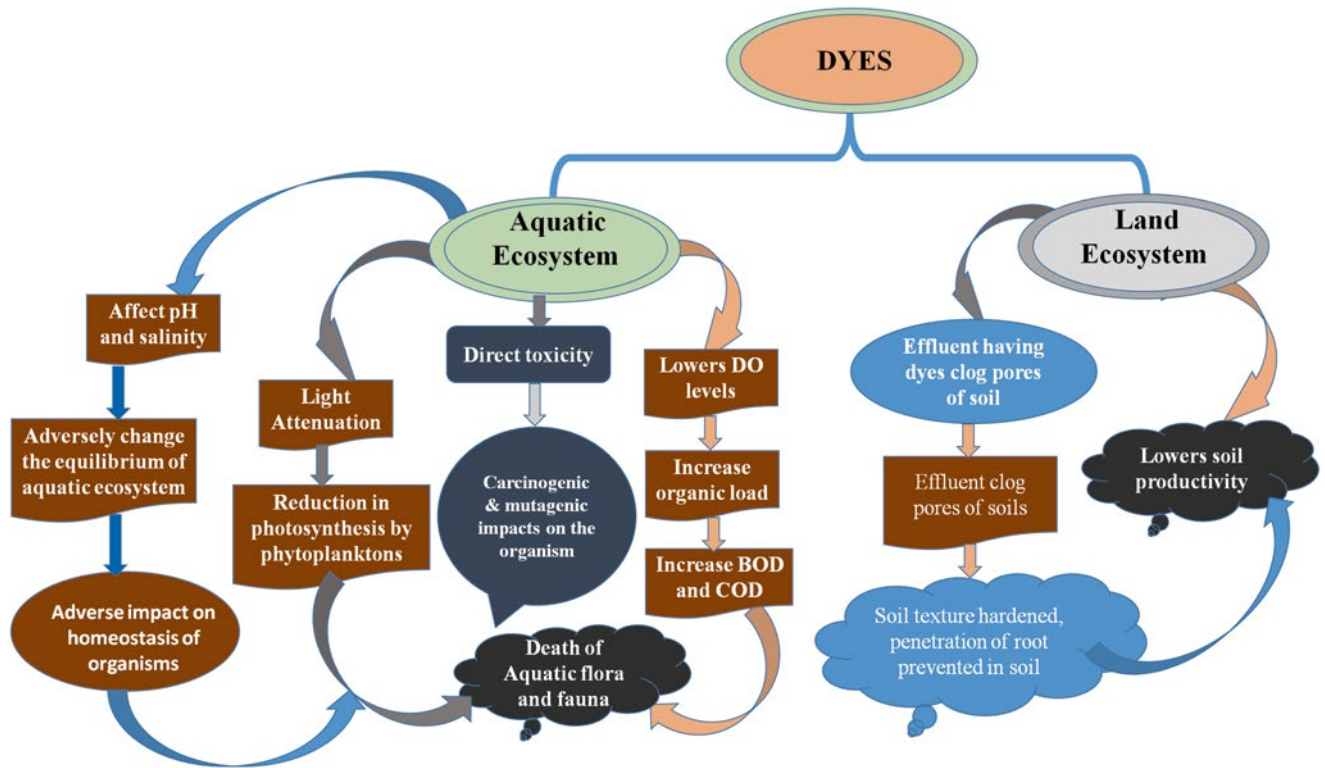 DYES
Aquatic
Ecosystem
Land
Ecosystem
Affect pH
and salinity
Adversely change
the equilibrium of
aquatic ecosystem
Adverse impact on
homeostasis of
organisms
Light
Attenuation
Reduction in
photosynthesis by
phytoplanktons
Direct toxicity
Carcinogenic
& mutagenic
impacts on the
organism
Lowers DO
levels
Increase
organic load
Increase BOD
and COD
Death of
Aquatic flora
and fauna
Effluent having
dyes clog pores
of soil
Effluent clog
pores of soils
Soil texture hardened,
penetration of root
prevented in soil
Lowers soil
productivity